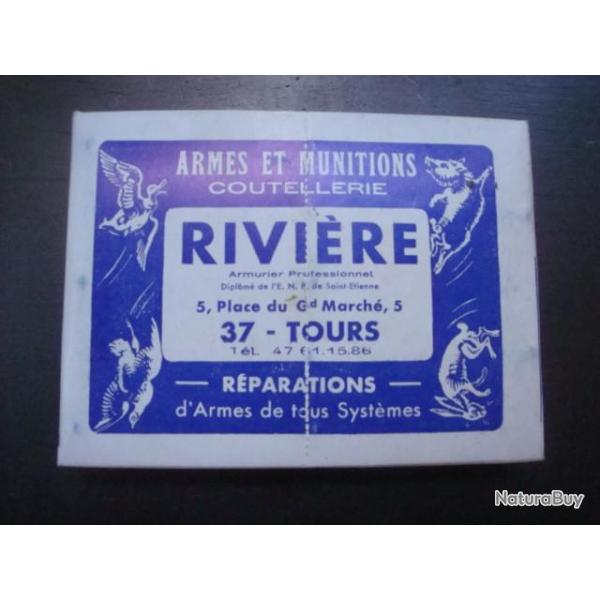 ARMES ET MUNITIONS
COUTELLERIE
RIVIÈRE
Armurier Professionnel
Diplômé de l'E. N. P. de Saint-Etienne
5, Place du Gd Marché, 5
37 - TOURS
Tél. 47 61.15.86
— RÉPARATIONS —
d'Armes de tous Systèmes
NaturaBuy